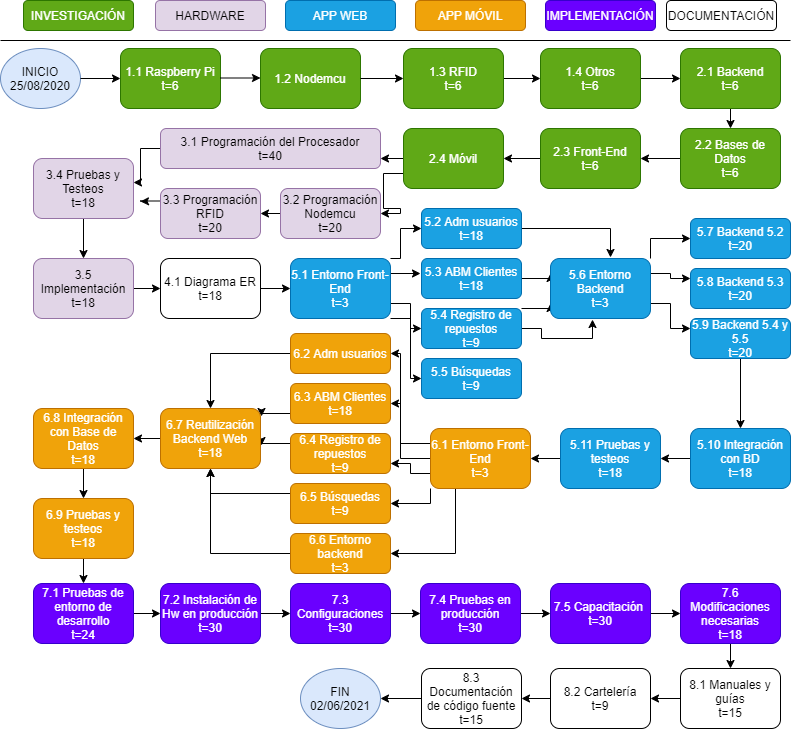 INVESTIGACIÓN
HARDWARE
APP WEB
APP MÓVIL
IMPLEMENTACIÓN
DOCUMENTACIÓN
INICIO
25/08/2020
1.1 Raspberry Pi
t=6
1.2 Nodemcu
1.3 RFID
t=6
1.4 Otros
t=6
2.1 Backend
t=6
3.1 Programación del Procesador
t=40
2.4 Móvil
2.3 Front-End
t=6
2.2 Bases de
Datos
t=6
3.4 Pruebas y
Testeos
t=18
3.3 Programación
RFID
t=20
3.2 Programación
Nodemcu
t=20
5.2 Adm usuarios
t=18
5.7 Backend 5.2
t=20
3.5
Implementación
t=18
4.1 Diagrama ER
t=18
5.1 Entorno Front-
End
t=3
5.3 ABM Clientes
t=18
5.6 Entorno
Backend
t=3
5.8 Backend 5.3
t=20
5.4 Registro de
repuestos
t=9
5.9 Backend 5.4 y
5.5
t=20
6.2 Adm usuarios
5.5 Búsquedas
t=9
6.3 ABM Clientes
t=18
6.8 Integración
con Base de
Datos
t=18
6.7 Reutilización
Backend Web
t=18
6.4 Registro de
repuestos
t=9
6.1 Entorno Front-
End
t=3
5.11 Pruebas y
testeos
t=18
5.10 Integración
con BD
t=18
6.5 Búsquedas
t=9
6.9 Pruebas y
testeos
t=18
6.6 Entorno
backend
t=3
7.1 Pruebas de
entorno de
desarrollo
t=24
7.2 Instalación de
Hw en producción
t=30
7.3
Configuraciones
t=30
7.4 Pruebas en
producción
t=30
7.5 Capacitación
t=30
7.6
Modificaciones
necesarias
t=18
FIN
02/06/2021
8.3
Documentación
de código fuente
t=15
8.2 Cartelería
t=9
8.1 Manuales y
guías
t=15